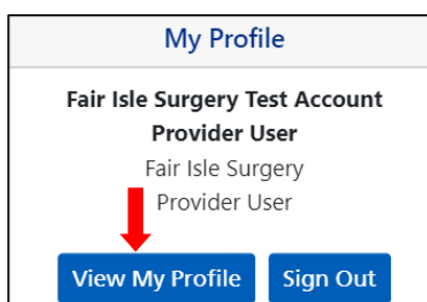 My Profile
Fair Isle Surgery Test Account
Provider User
Fair Isle Surgery
Provider User
View My Profile Sign Out